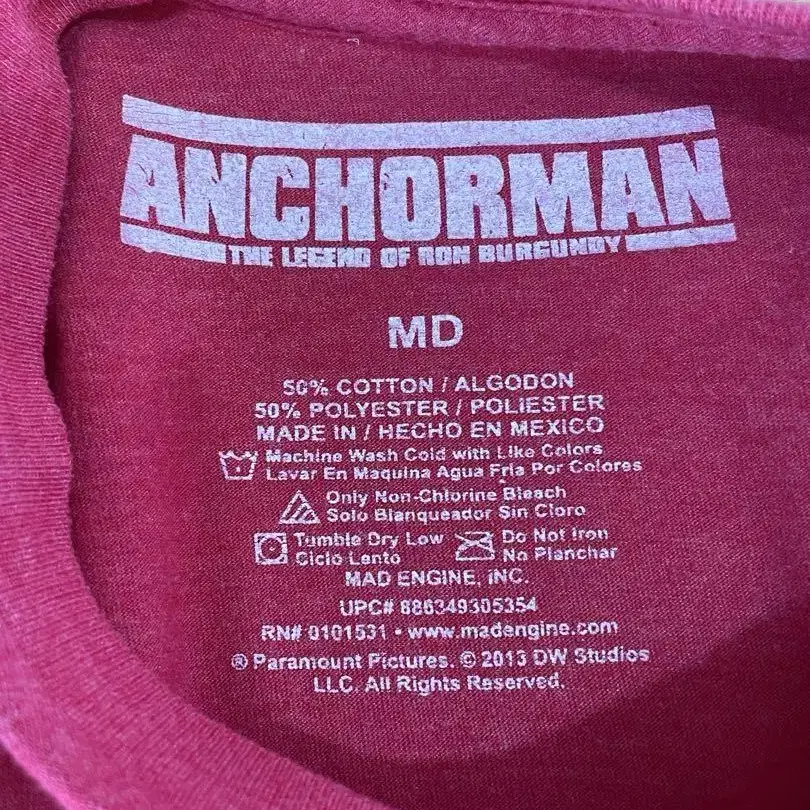 ANCHORMAN
THE LEGEND OF RON BURGUNDY
MD
50% COTTON / ALGODON
50% POLYESTER / POLIESTER
MADE IN / HECHO EN MEXICO
Machine Wash Cold with Like Colors
Lavar En Maquina Agua Fria Por Colores
Only Non-Chlorine Bleach
Solo Blanqueador Sin Cloro
Tumble Dry Low
Ciclo Lento
Do Not Iron
No Planchar
MAD ENGINE, INC.
UPC# 886349305354
RN# 0101531 • www.madengine.com
® Paramount Pictures. © 2013 DW Studios
LLC. All Rights Reserved.